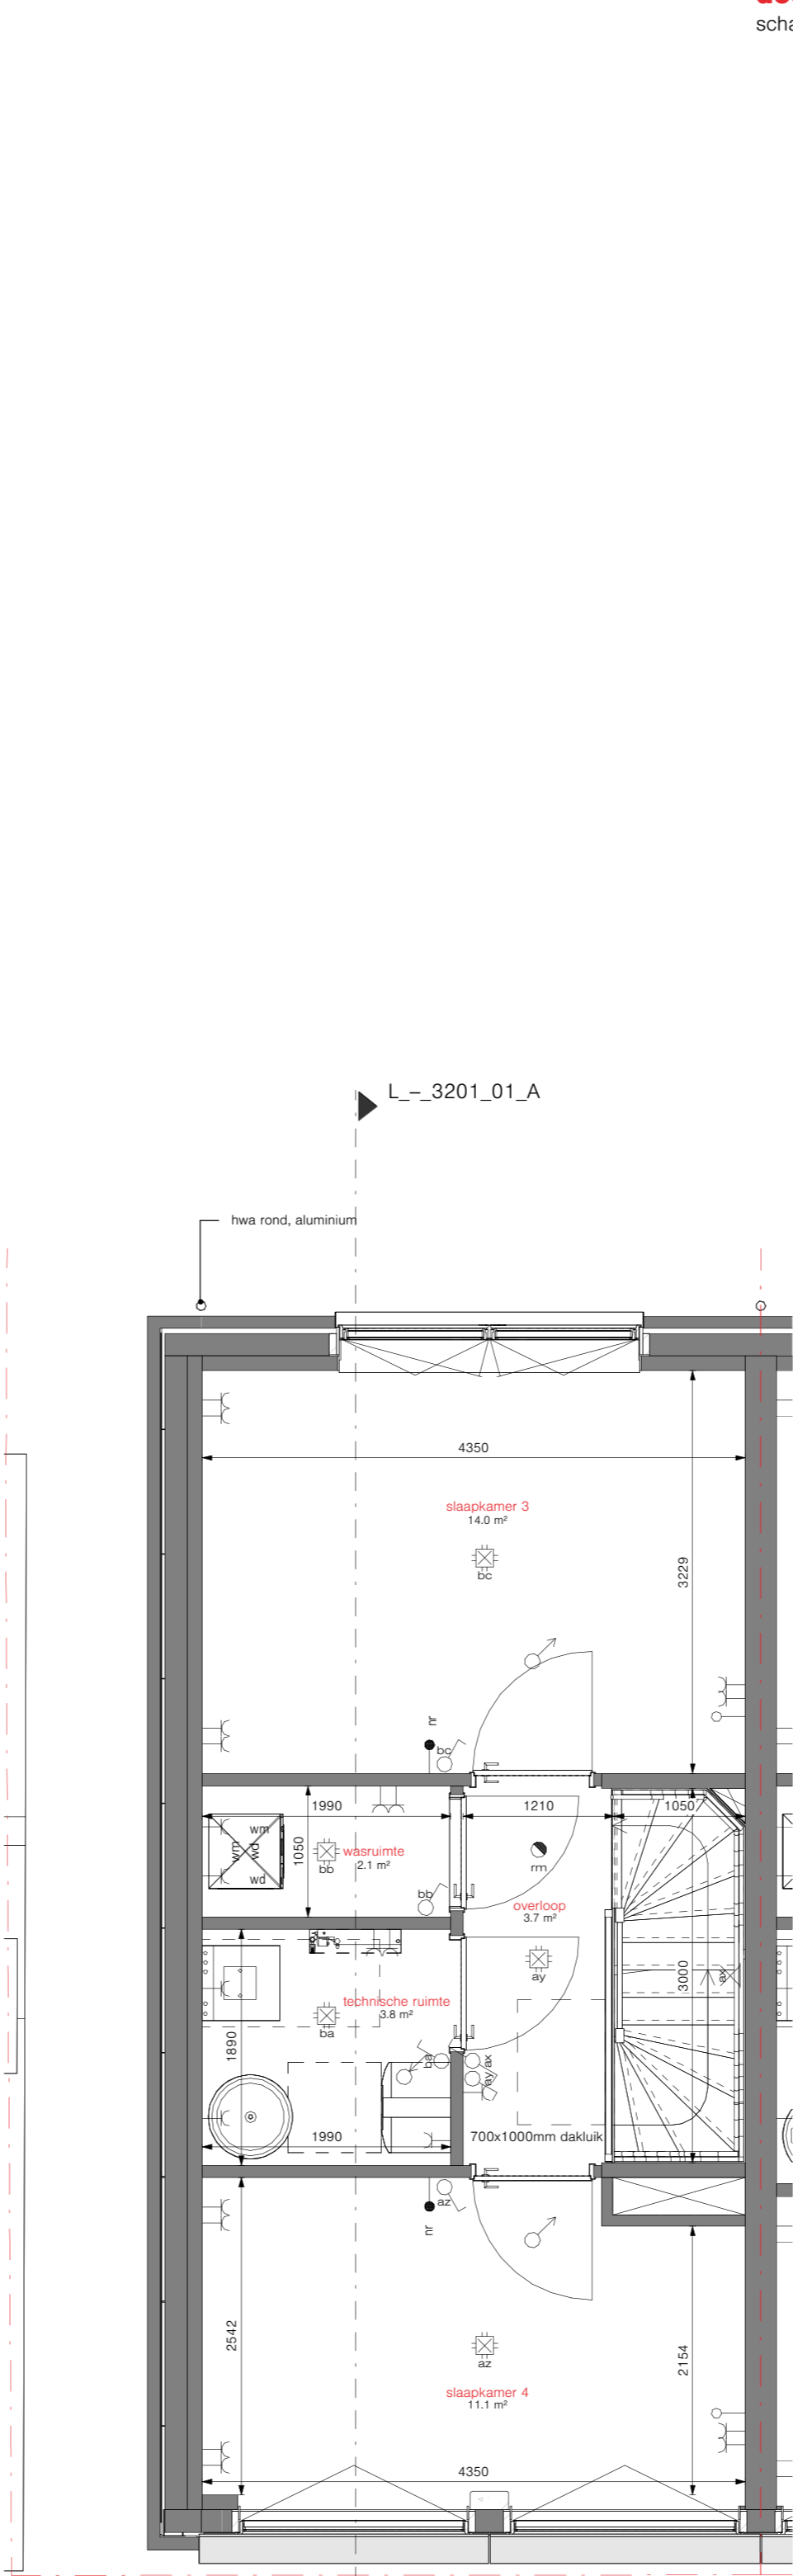 scha
L_–_3201_01_A
hwa rond, aluminium
4350
slaapkamer 3
14.0 m²
bc
3229
nr
bc
1990
1210
1050
wm
wm
wd
wd
1050
bb
wasruimte
2.1 m²
rm
bb
overloop
3.7 m²
ay
3000
ax
technische ruimte
3.8 m²
ba
1890
ba
ay/ax
1990
700x1000mm dakluik
az
nr
2542
az
2154
slaapkamer 4
11.1 m²
4350